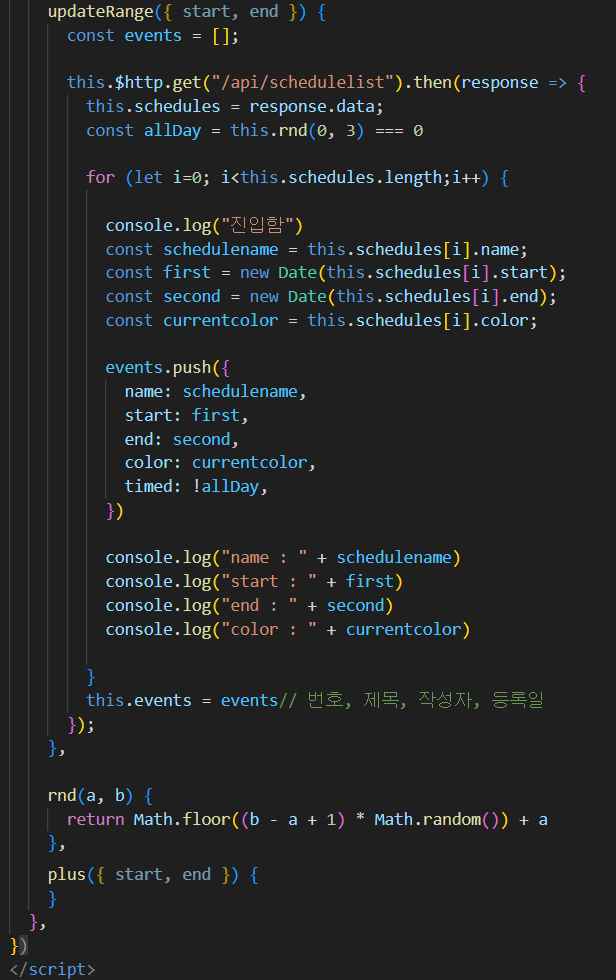 updateRange({ start, end }) {
const events = [];
this.$http.get("/api/schedulelist").then(response => {
this.schedules = response.data;
const allDay = this.rnd(0, 3) === 0
for (let i=0; i<this.schedules.length;i++) {
console.log("진입함")
const schedulename = this.schedules[i].name;
const first = new Date(this.schedules[i].start);
const second = new Date(this.schedules[i].end);
const currentcolor = this.schedules[i].color;
events.push({
name: schedulename,
start: first,
end: second,
color: currentcolor,
timed: !allDay,
})
console.log("name : " + schedulename)
console.log("start : " + first)
console.log("end : " + second)
console.log("color : " + currentcolor)
}
this.events = events// 번호, 제목, 작성자, 등록일
});
},
rnd(a, b) {
return Math.floor((b - a + 1) * Math.random()) + a
},
plus({ start, end }) {
}
},
})
</script>